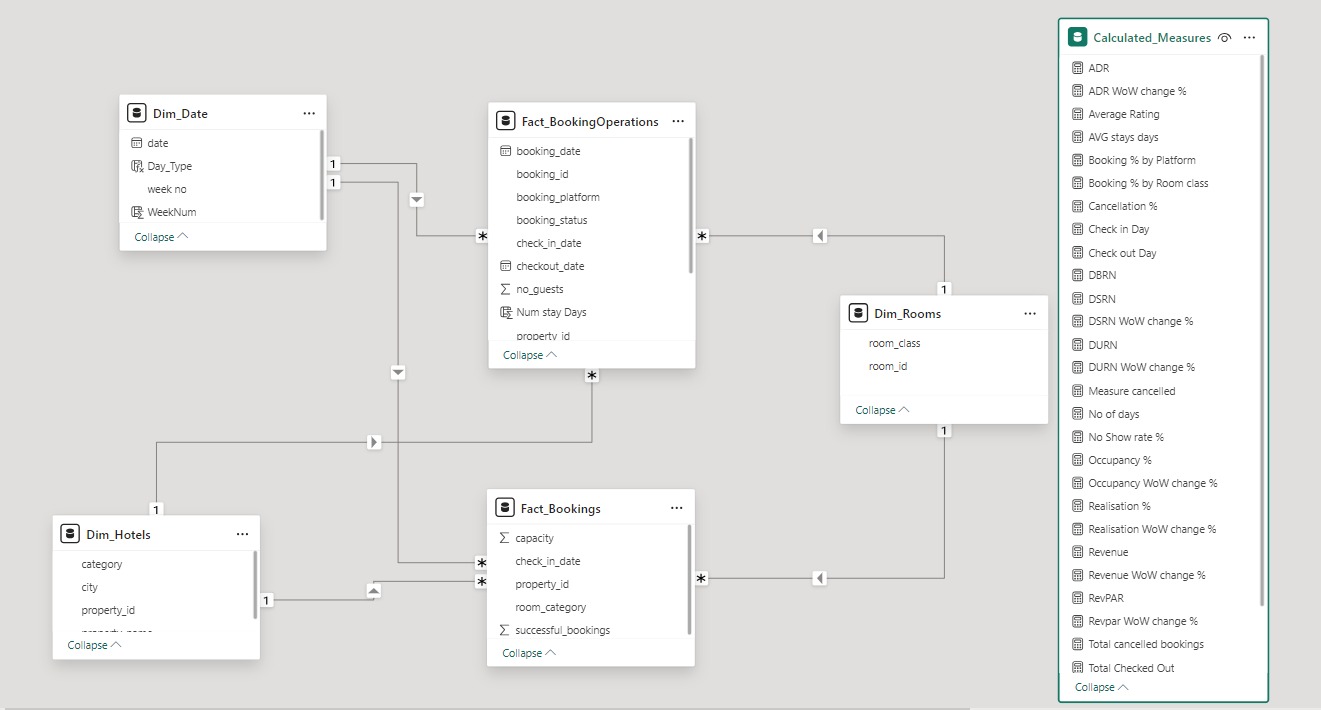 Dim_Date
date
Day_Type
week no
WeekNum
Collapse
1
1
Fact_BookingOperations
booking_date
booking_id
booking_platform
booking_status
check_in_date
checkout_date
no_guests
Num stay Days
property_id
Collapse
*
*
*
Dim_Rooms
room_class
room_id
Collapse
1
1
Dim_Hotels
category
city
property_id
property_name
Collapse
1
1
Fact_Bookings
capacity
check_in_date
property_id
room_category
successful_bookings
Collapse
*
*
*
Calculated_Measures
ADR
ADR WoW change %
Average Rating
AVG stays days
Booking % by Platform
Booking % by Room class
Cancellation %
Check in Day
Check out Day
DBRN
DSRN
DSRN WoW change %
DURN
DURN WoW change %
Measure cancelled
No of days
No Show rate %
Occupancy %
Occupancy WoW change %
Realisation %
Realisation WoW change %
Revenue
Revenue WoW change %
RevPAR
Revpar WoW change %
Total cancelled bookings
Total Checked Out
Collapse